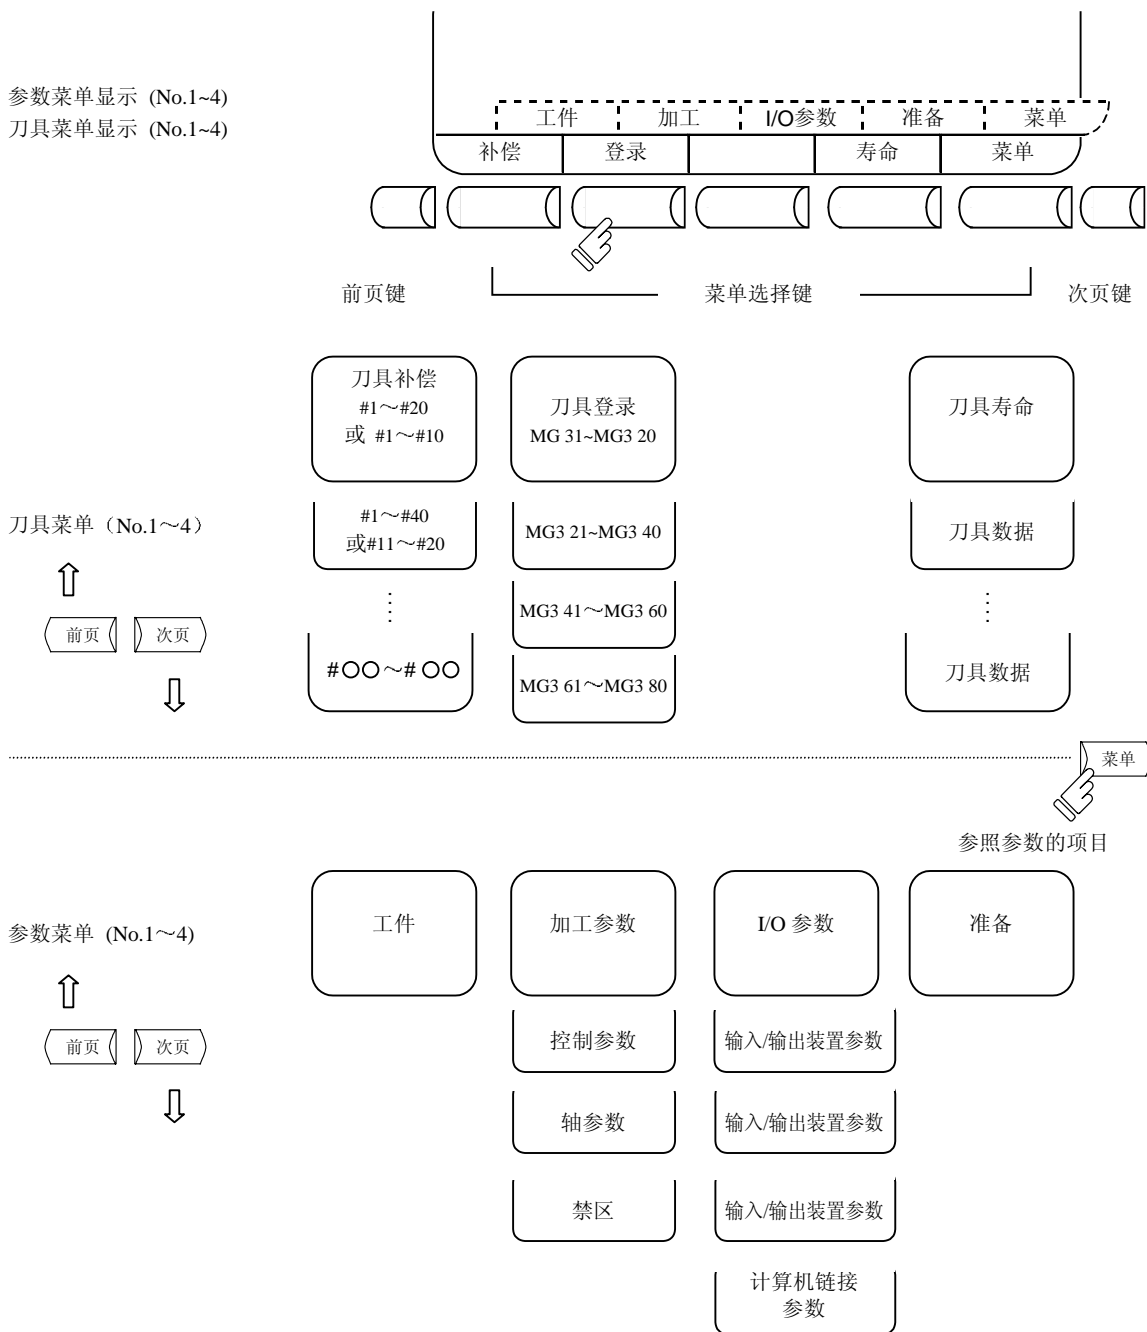 参数菜单显示 (No.1~4)
刀具菜单显示 (No.1~4)
工件 加工 I/O参数 准备 菜单
补偿 登录 寿命 菜单
前页键 菜单选择键 次页键
刀具补偿
#1～#20
或 #1～#10
刀具登录
MG 31~MG3 20
刀具寿命
刀具菜单（No.1～4）
#1～#40
或#11～#20
MG3 21~MG3 40
刀具数据
前页 次页
MG3 41～MG3 60
#〇〇～# 〇〇
MG3 61～MG3 80
刀具数据
菜单
参照参数的项目
参数菜单 (No.1～4)
工件 加工参数 I/O 参数 准备
前页 次页
控制参数 输入/输出装置参数
轴参数 输入/输出装置参数
禁区 输入/输出装置参数
计算机链接
参数